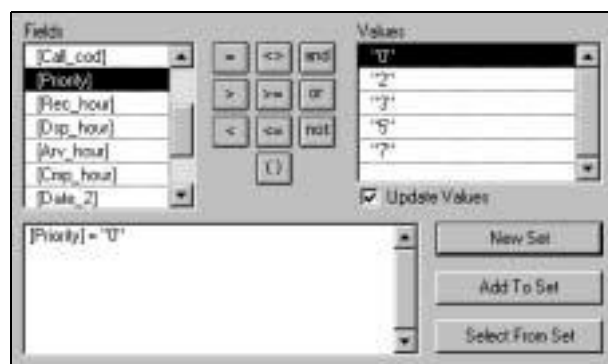 Fields
[Call_cod]
[Priority]
[Rec_hour]
[Dsp_hour]
[Arv_hour]
[Cmp_hour]
[Date_2]
= <> and
> >= or
< <= not
()
Values
"0"
"2"
"3"
"5"
"7"
Update Values
[Priority] = "0"
New Set
Add To Set
Select From Set